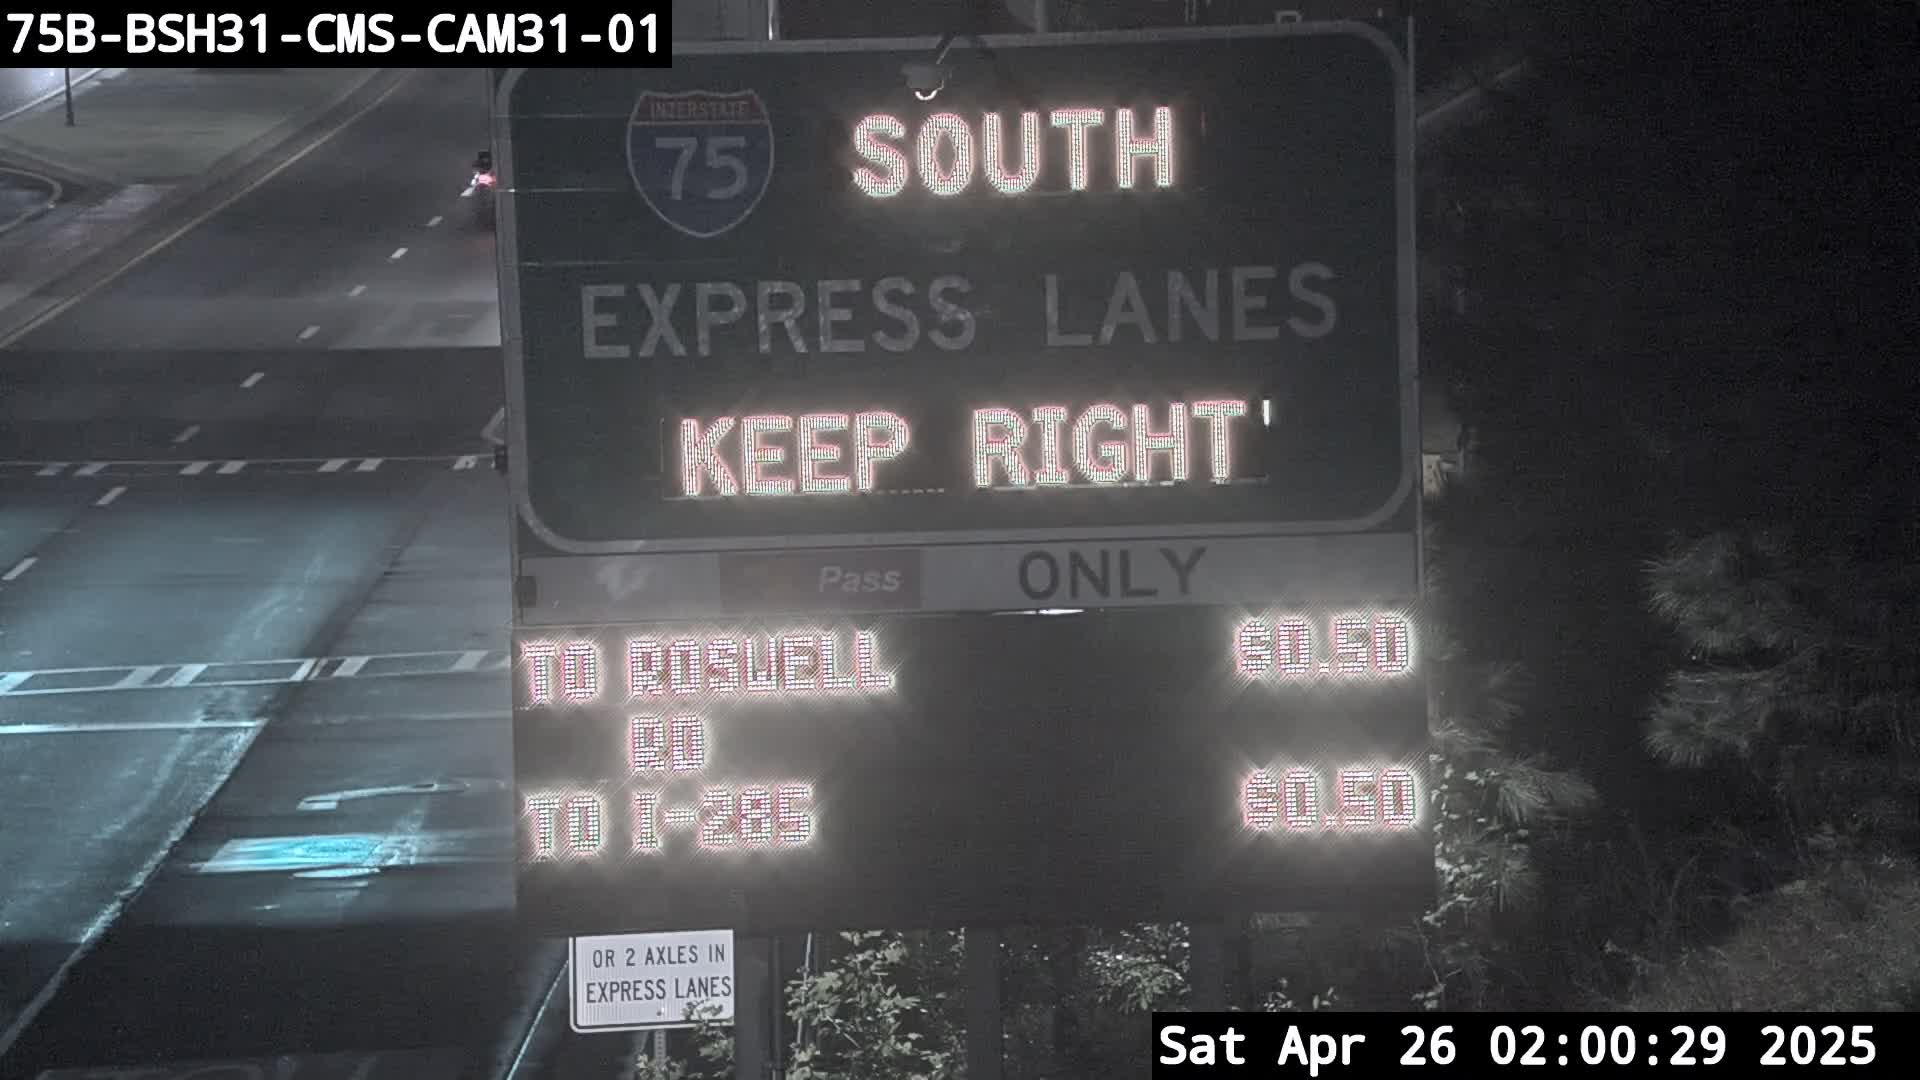 75B-BSH31-CMS-CAM31-01
INTERSTATE
75
SOUTH
EXPRESS LANES
KEEP RIGHT
Pass ONLY
TO ROSWELL $0.50
RD
TO I-285 $0.50
OR 2 AXLES IN
EXPRESS LANES
Sat Apr 26 02:00:29 2025